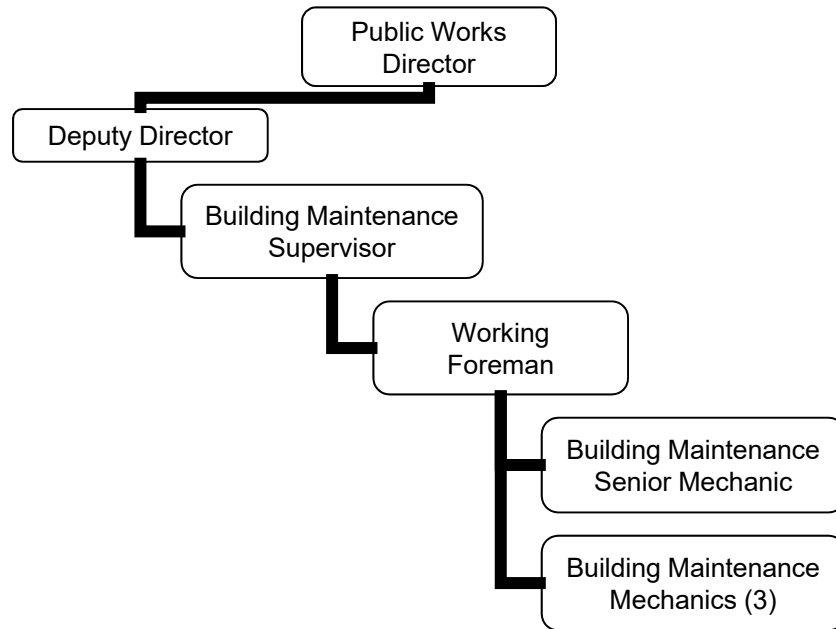 Public Works
Director
Deputy Director
Building Maintenance
Supervisor
Working
Foreman
Building Maintenance
Senior Mechanic
Building Maintenance
Mechanics (3)